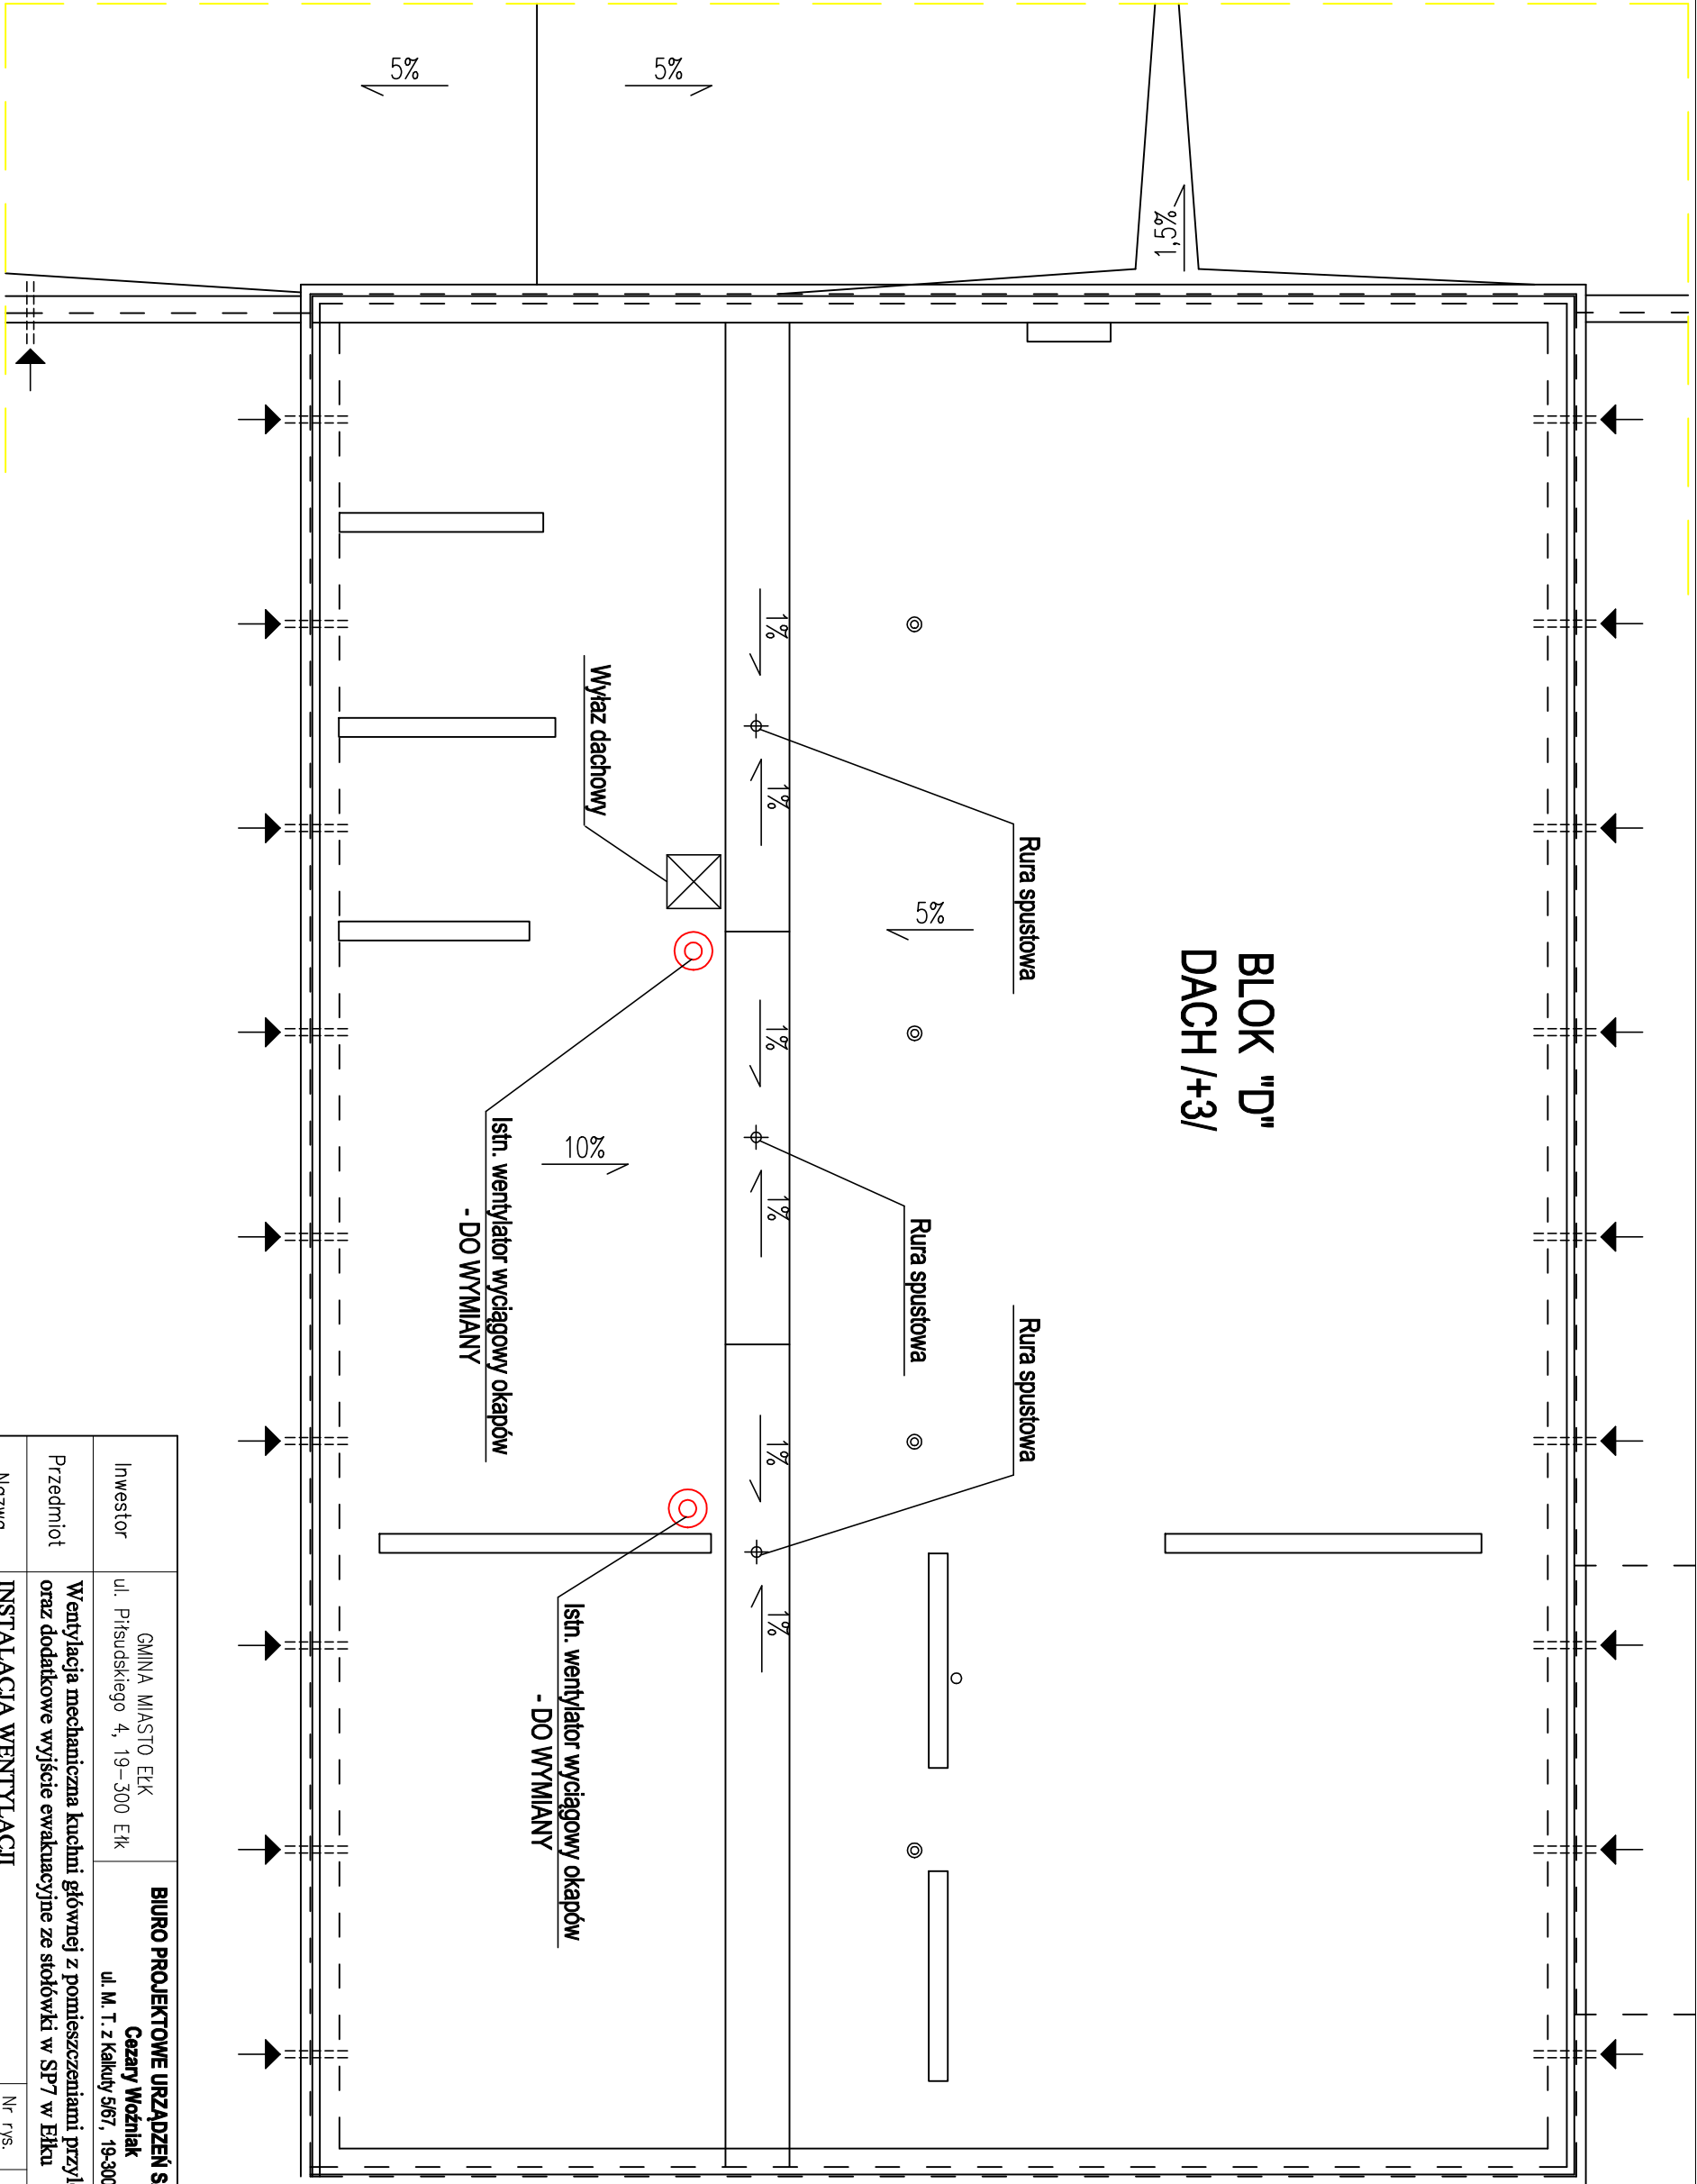 5%
5%
1,5%
BLOK "D"
DACH /+3/
Rura spustowa
5%
Rura spustowa
Rura spustowa
1%
1%
1%
1%
1%
1%
Wyłaz dachowy
10%
Istn. wentylator wyciągowy okapów
- DO WYMIANY
Istn. wentylator wyciągowy okapów
- DO WYMIANY
Inwestor
GMINA MIASTO EŁK
ul. Piłsudskiego 4, 19-300 Ełk
BIURO PROJEKTOWE URZĄDZEŃ S
Cezary Woźniak
ul. M. T. z Kalkuty 5/67, 19-300
Przedmiot
Wentylacja mechaniczna kuchni głównej z pomieszczeniami przyl
oraz dodatkowe wyjście ewakuacyjne ze stołówki w SP7 w Ełku
Nazwa
INSTALACJA WENTYLACJI
Nr rys.